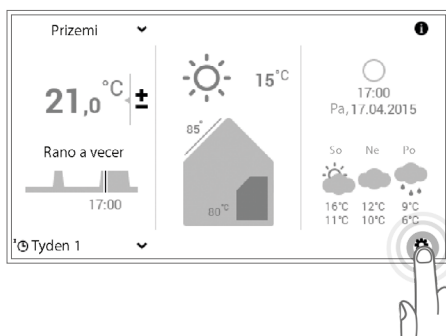 Prizemi
21,0 °C ±
Rano a vecer
17:00
Tyden 1
15°C
85°
80°C
17:00
Pa, 17.04.2015
So Ne Po
16°C 12°C 9°C
11°C 10°C 6°C